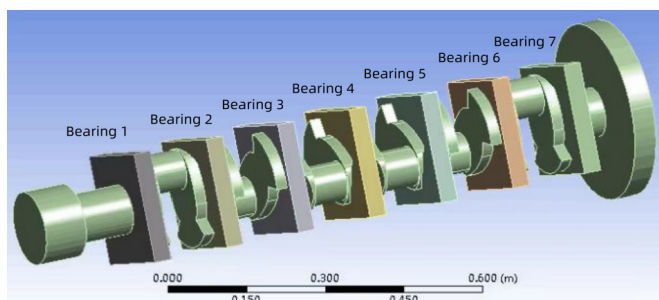 Bearing 1
Bearing 2
Bearing 3
Bearing 4
Bearing 5
Bearing 6
Bearing 7
0.000
0.300
0.600 (m)
0.150
0.450